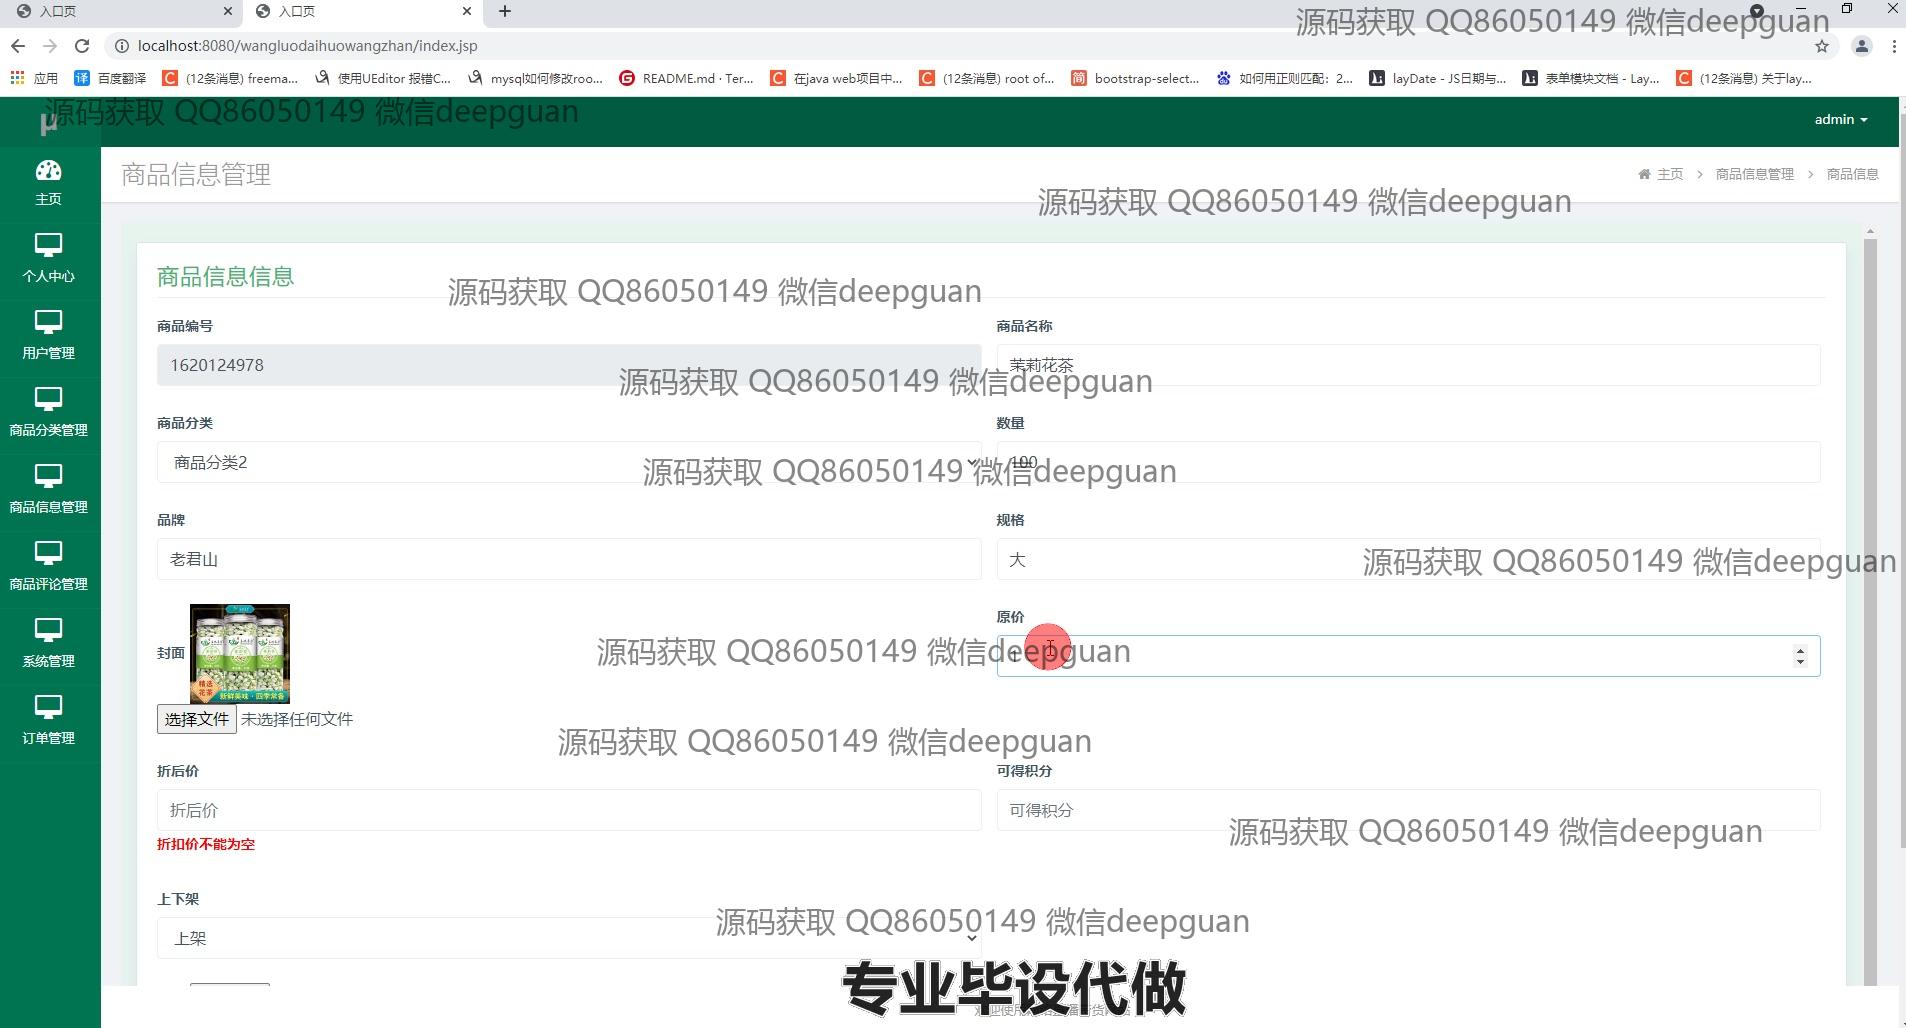 入口页
入口页
源码获取 QQ86050149 微信deepguan
localhost:8080/wangluodaihuowangzhan/index.jsp
应用 百度翻译 (12条消息) freema... 使用UEditor 报错C... mysql如何修改roo... README.md · Ter... 在java web项目中... (12条消息) root of... bootstrap-select... 如何用正则匹配：2... layDate - JS日期与... 表单模块文档 - Lay... (12条消息) 关于lay...
源码获取 QQ86050149 微信deepguan
μ
admin
主页
个人中心
用户管理
商品分类管理
商品信息管理
商品评论管理
系统管理
订单管理
商品信息管理
主页 > 商品信息管理 > 商品信息
源码获取 QQ86050149 微信deepguan
商品信息信息
源码获取 QQ86050149 微信deepguan
商品编号
1620124978
商品名称
茉莉花茶
源码获取 QQ86050149 微信deepguan
商品分类
商品分类2
数量
100
源码获取 QQ86050149 微信deepguan
品牌
老君山
规格
大
源码获取 QQ86050149 微信deepguan
封面
精选
花茶
新鲜美味·四季常备
选择文件 未选择任何文件
原价
源码获取 QQ86050149 微信deepguan
源码获取 QQ86050149 微信deepguan
折后价
折后价
折扣价不能为空
可得积分
可得积分
源码获取 QQ86050149 微信deepguan
上下架
上架
源码获取 QQ86050149 微信deepguan
专业毕设代做